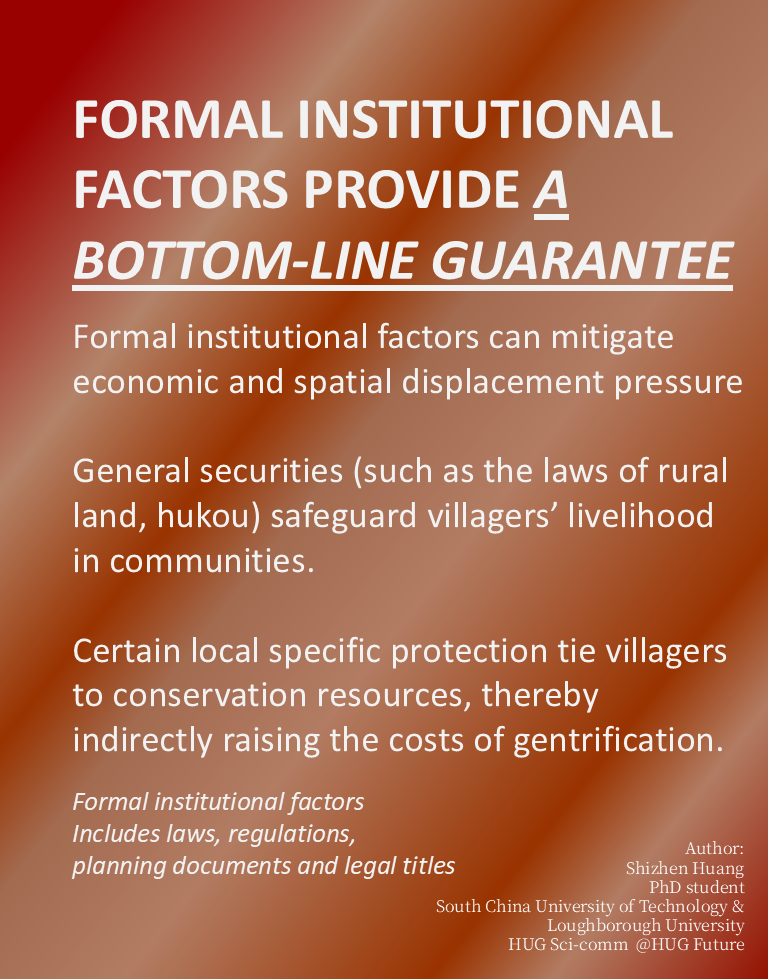 FORMAL INSTITUTIONAL
FACTORS PROVIDE A
BOTTOM-LINE GUARANTEE
Formal institutional factors can mitigate
economic and spatial displacement pressure
General securities (such as the laws of rural
land, hukou) safeguard villagers’ livelihood
in communities.
Certain local specific protection tie villagers
to conservation resources, thereby
indirectly raising the costs of gentrification.
Formal institutional factors
Includes laws, regulations,
planning documents and legal titles
Author:
Shizhen Huang
PhD student
South China University of Technology &
Loughborough University
HUG Sci-comm @HUG Future